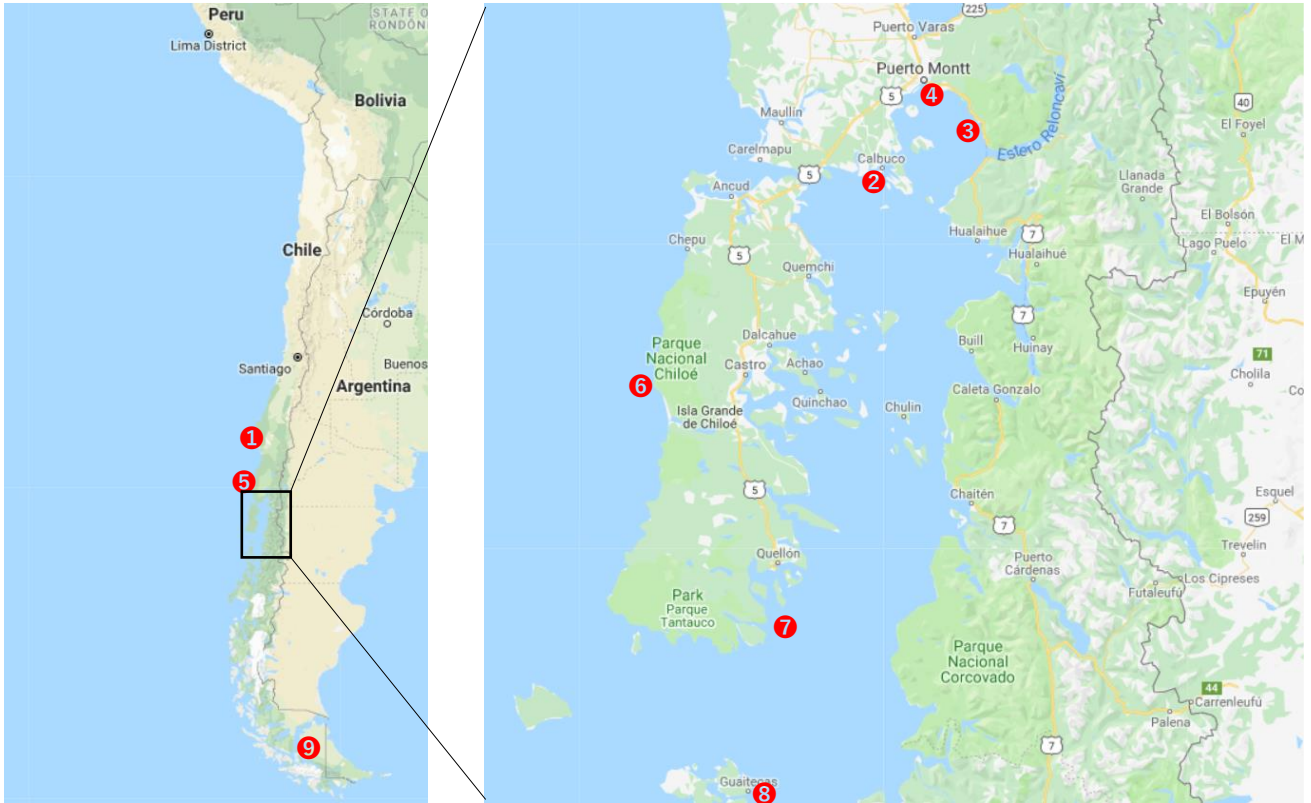 Peru
STATE O
RONDÔN
Lima District
Bolivia
Chile
Córdoba
Santiago
Buenos
Argentina
1
5
9
225
Puerto Varas
Puerto Montt
5
4
40
Maullín
3
El Foyel
Estero Reloncaví
Carelmapu
Calbuco
5
2
Llanada
Grande
Ancud
El Bolsón
Hualaihue
7
Chepu
Lago Puelo
El M
5
Hualaihué
Quemchi
Epuyén
7
Dalcahue
Buill
Huinay
Parque
Nacional
Chiloé
71
Castro
Achao
Cholila
6
Caleta Gonzalo
Co
Quinchao
Isla Grande
de Chiloé
Chulin
5
Chaitén
Esquel
7
259
Quellón
Trevelin
Puerto
Cárdenas
Los Cipreses
Futaleufú
Park
Parque
Tantauco
7
Parque
Nacional
Corcovado
44
Carrenleufú
Palena
7
Guaitecas
8